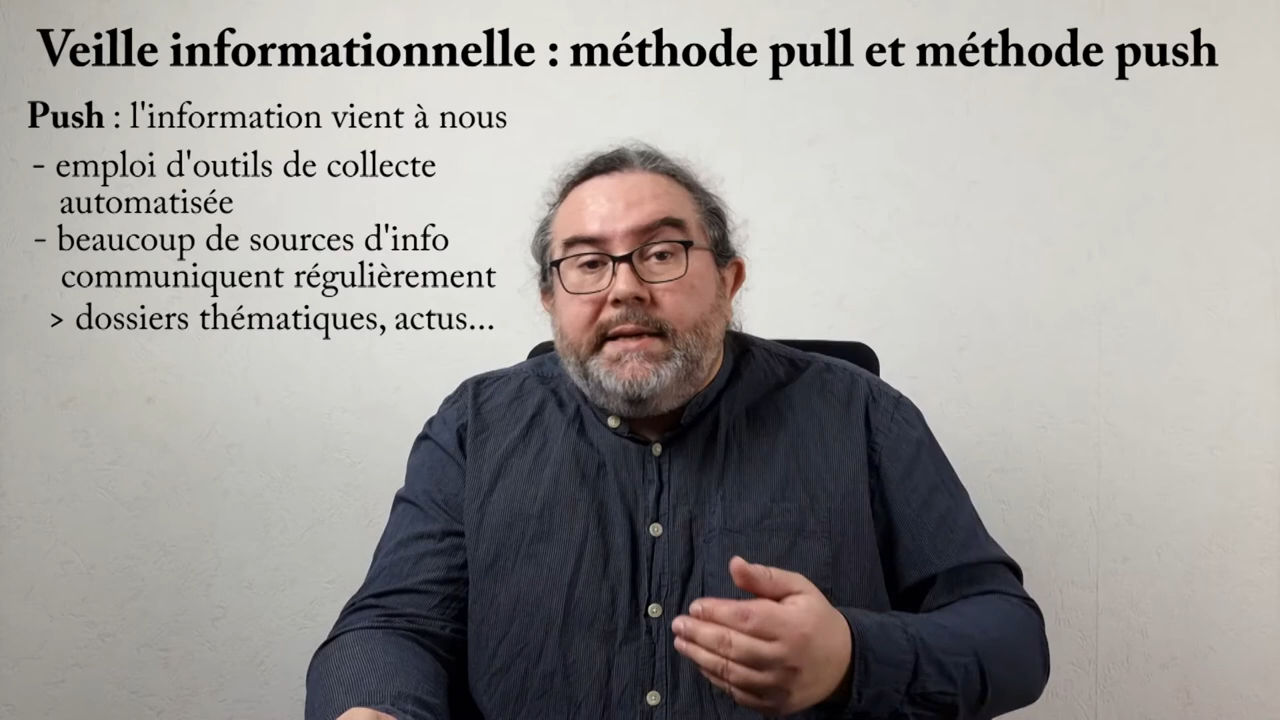 Veille informationnelle : méthode pull et méthode push
Push : l'information vient à nous
- emploi d'outils de collecte
automatisée
- beaucoup de sources d'info
communiquent régulièrement
> dossiers thématiques, actus...